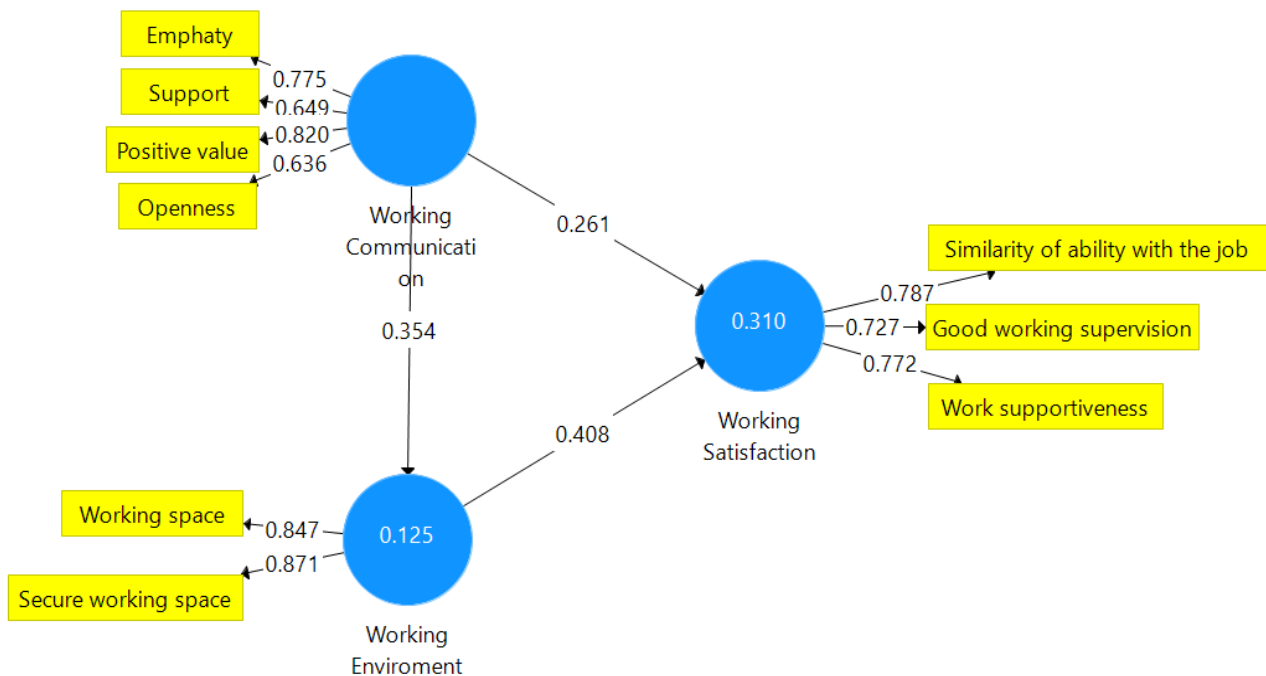 Emphaty
0.775
Support
0.649
Positive value
0.820
0.636
Openness
Working
Communicati
on
0.261
0.354
Similarity of ability with the job
0.787
0.310
0.727
Good working supervision
0.772
Work supportiveness
Working
Satisfaction
0.408
Working space
0.847
0.125
0.871
Secure working space
Working
Enviroment